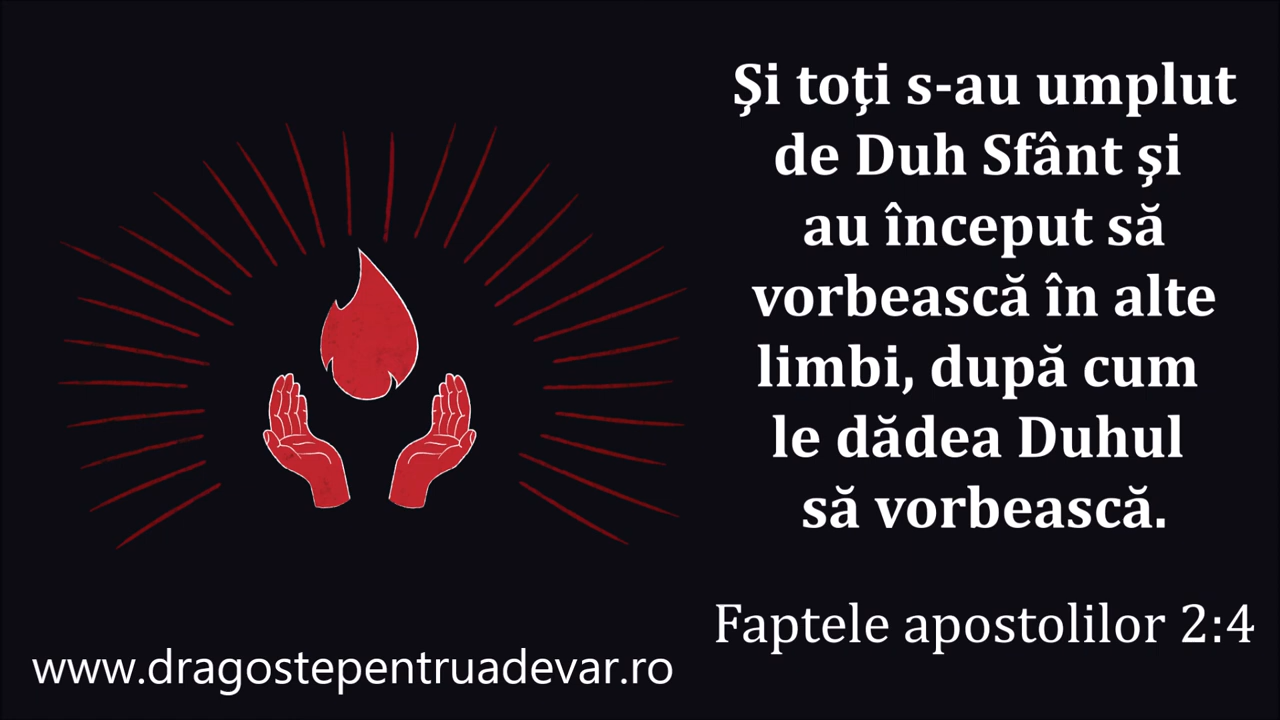 Şi toţi s-au umplut
de Duh Sfânt şi
au început să
vorbească în alte
limbi, după cum
le dădea Duhul
să vorbească.
Faptele apostolilor 2:4
www.dragostepentruadevar.ro